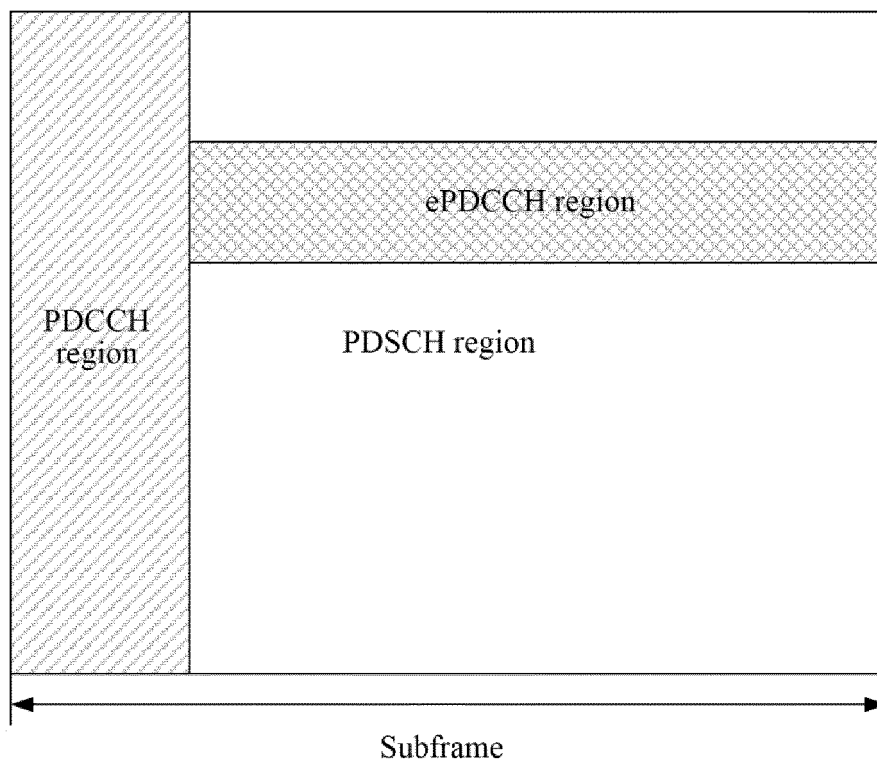 ePDCCH region
PDCCH
region
PDSCH region
Subframe